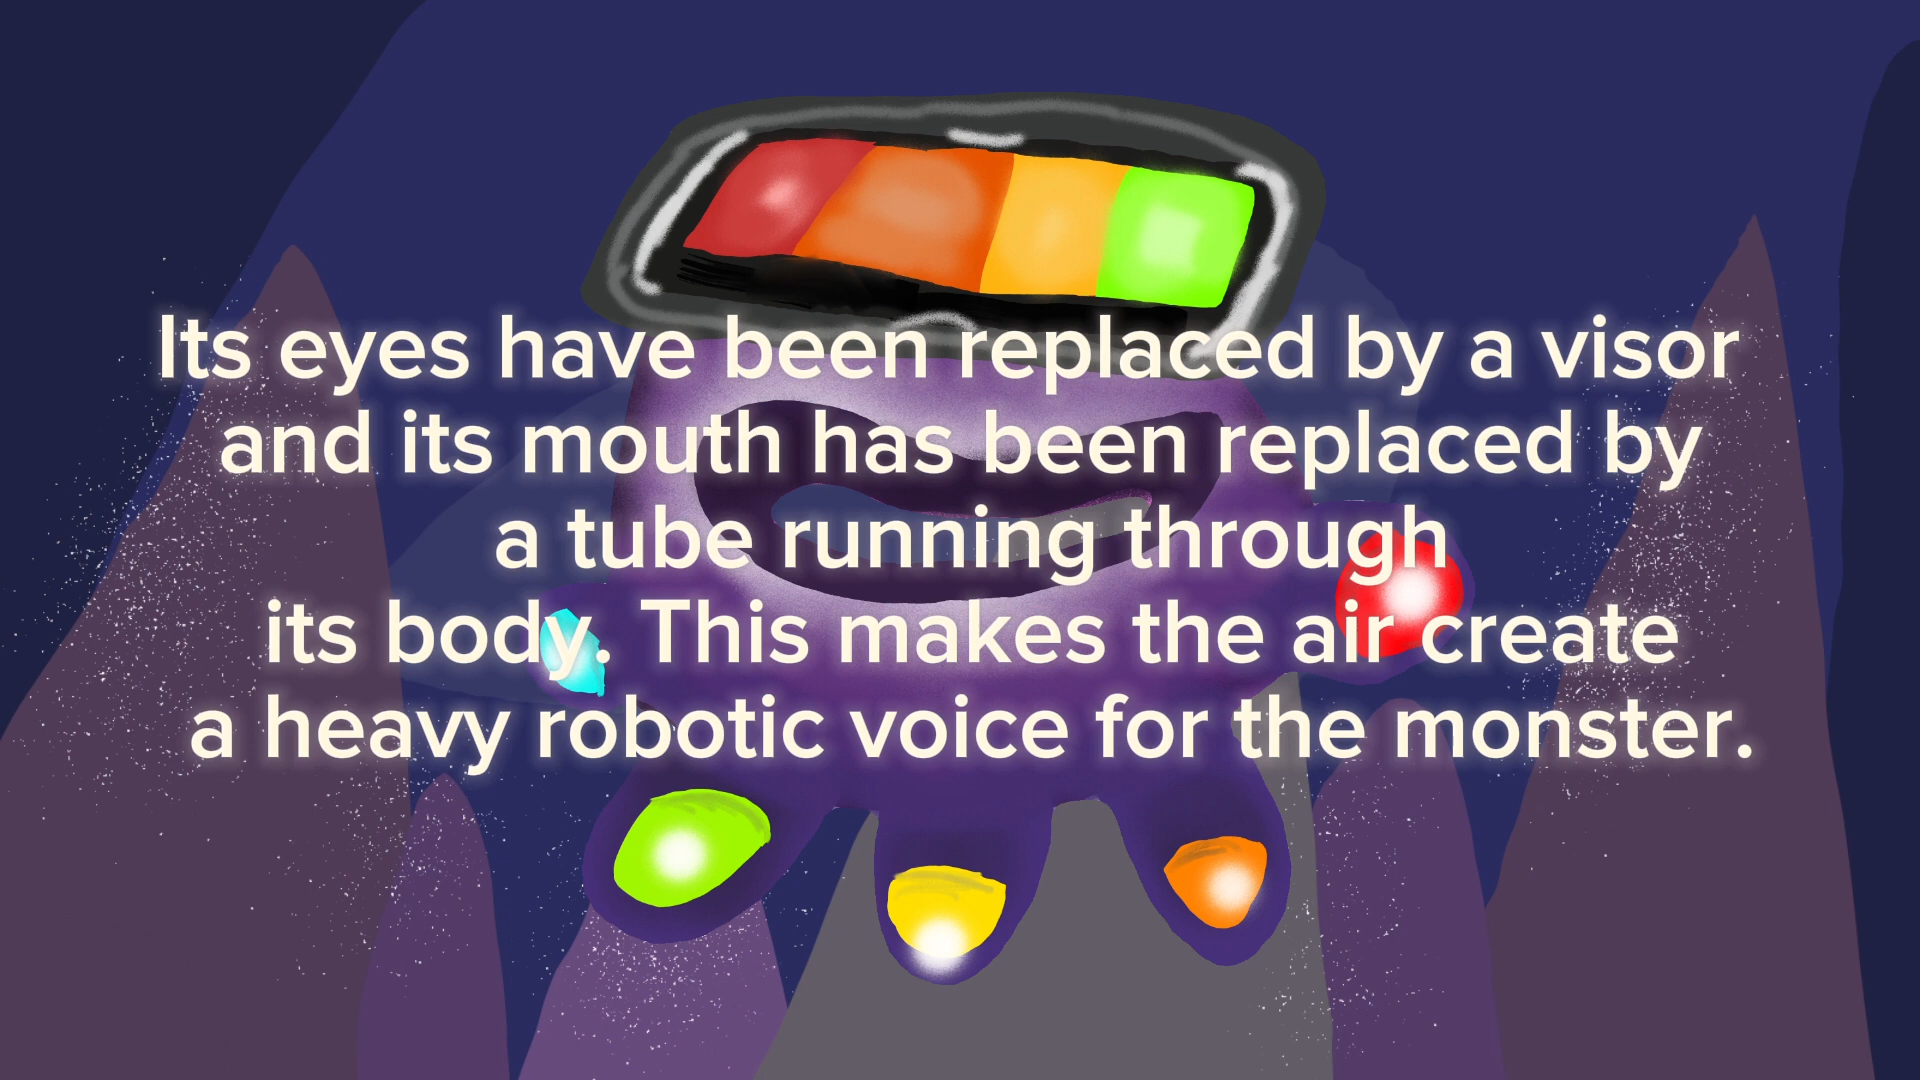 Its eyes have been replaced by a visor
and its mouth has been replaced by
a tube running through
its body. This makes the air create
a heavy robotic voice for the monster.